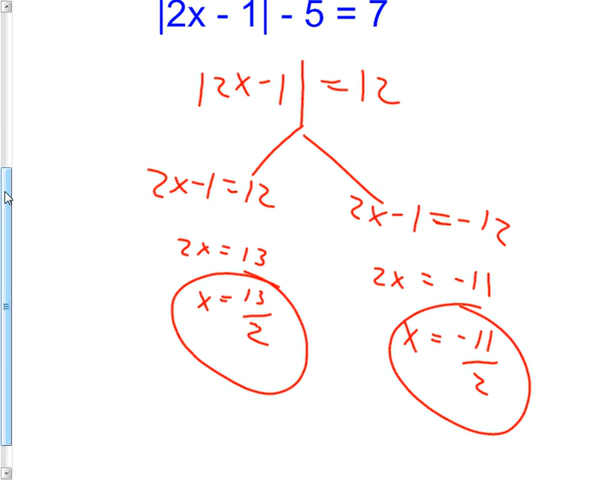 |2x - 1| - 5 = 7
|2x-1| = 12
2x-1=12
2x-1=-12
2x = 13
2x = -11
x = 13/2
x = -11/2